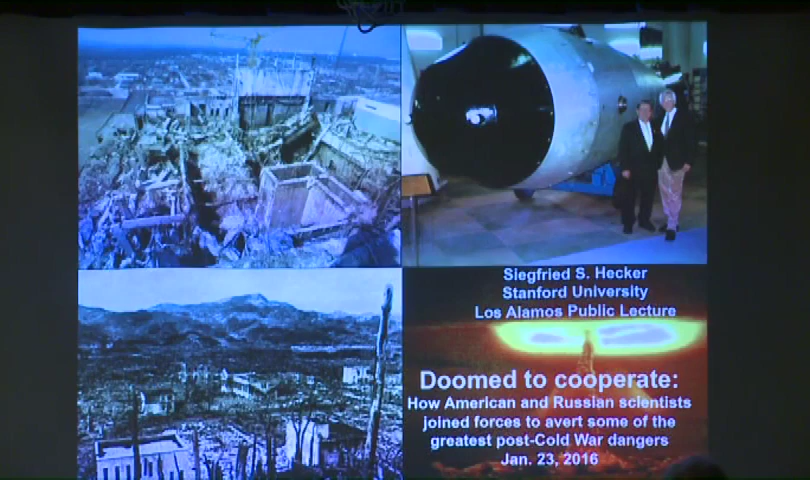 Siegfried S. Hecker
Stanford University
Los Alamos Public Lecture
Doomed to cooperate:
How American and Russian scientists
joined forces to avert some of the
greatest post-Cold War dangers
Jan. 23, 2016